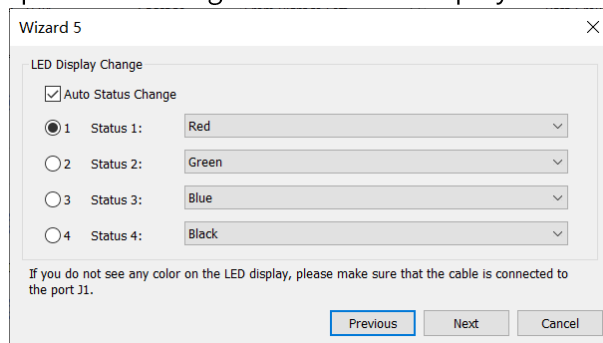 Wizard 5
LED Display Change
Auto Status Change
1 Status 1: Red
2 Status 2: Green
3 Status 3: Blue
4 Status 4: Black
If you do not see any color on the LED display, please make sure that the cable is connected to
the port J1.
Previous Next Cancel